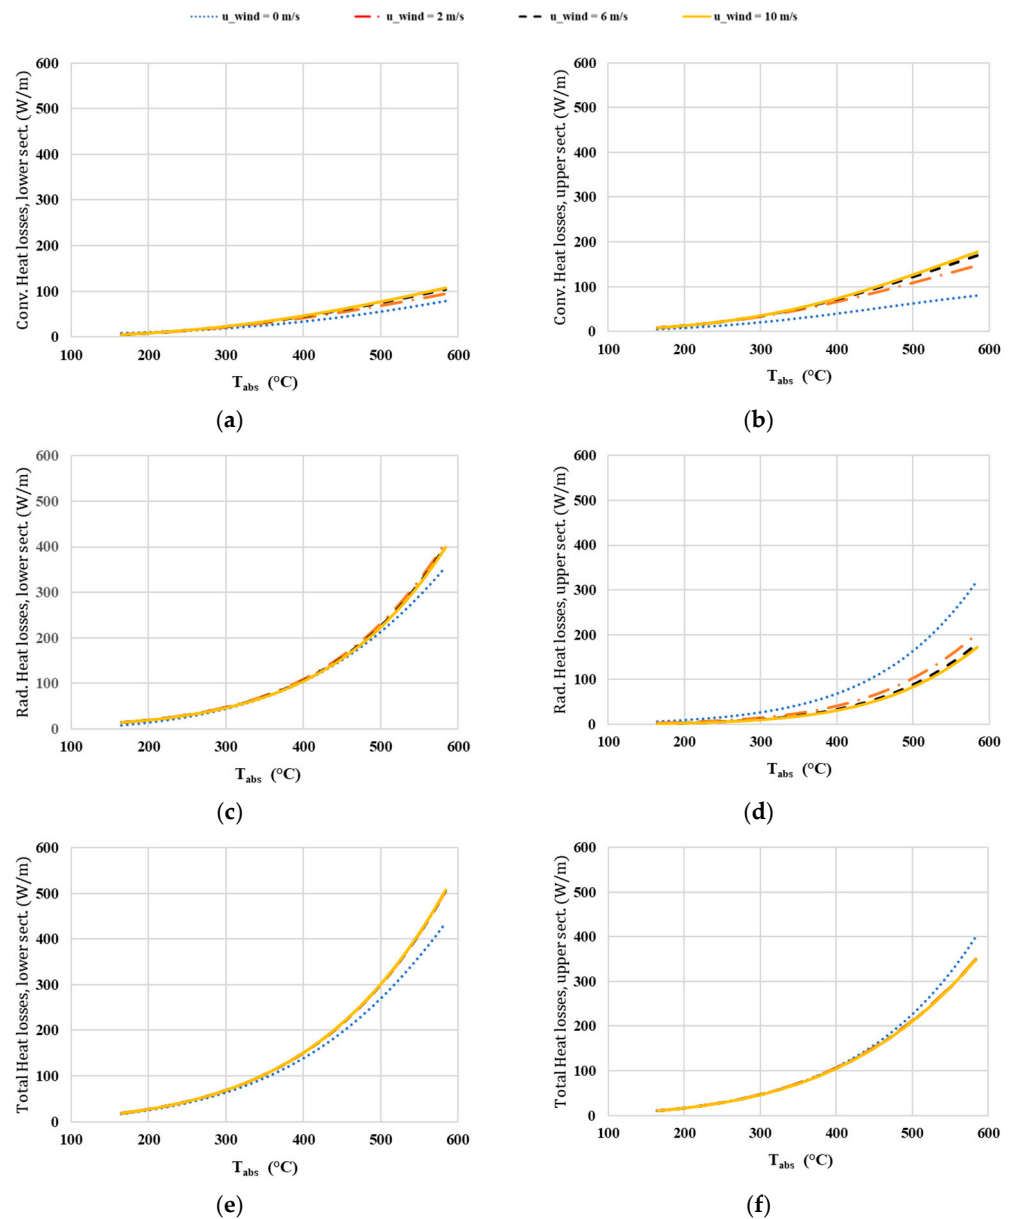 u_wind = 0 m/s u_wind = 2 m/s u_wind = 6 m/s u_wind = 10 m/s
Conv. Heat losses, lower sect. (W/m)
600
500
400
300
200
100
0
100 200 300 400 500 600
T_abs (°C)
(a)
Conv. Heat losses, upper sect. (W/m)
600
500
400
300
200
100
0
100 200 300 400 500 600
T_abs (°C)
(b)
Rad. Heat losses, lower sect. (W/m)
600
500
400
300
200
100
0
100 200 300 400 500 600
T_abs (°C)
(c)
Rad. Heat losses, upper sect. (W/m)
600
500
400
300
200
100
0
100 200 300 400 500 600
T_abs (°C)
(d)
Total Heat losses, lower sect. (W/m)
600
500
400
300
200
100
0
100 200 300 400 500 600
T_abs (°C)
(e)
Total Heat losses, upper sect. (W/m)
600
500
400
300
200
100
0
100 200 300 400 500 600
T_abs (°C)
(f)